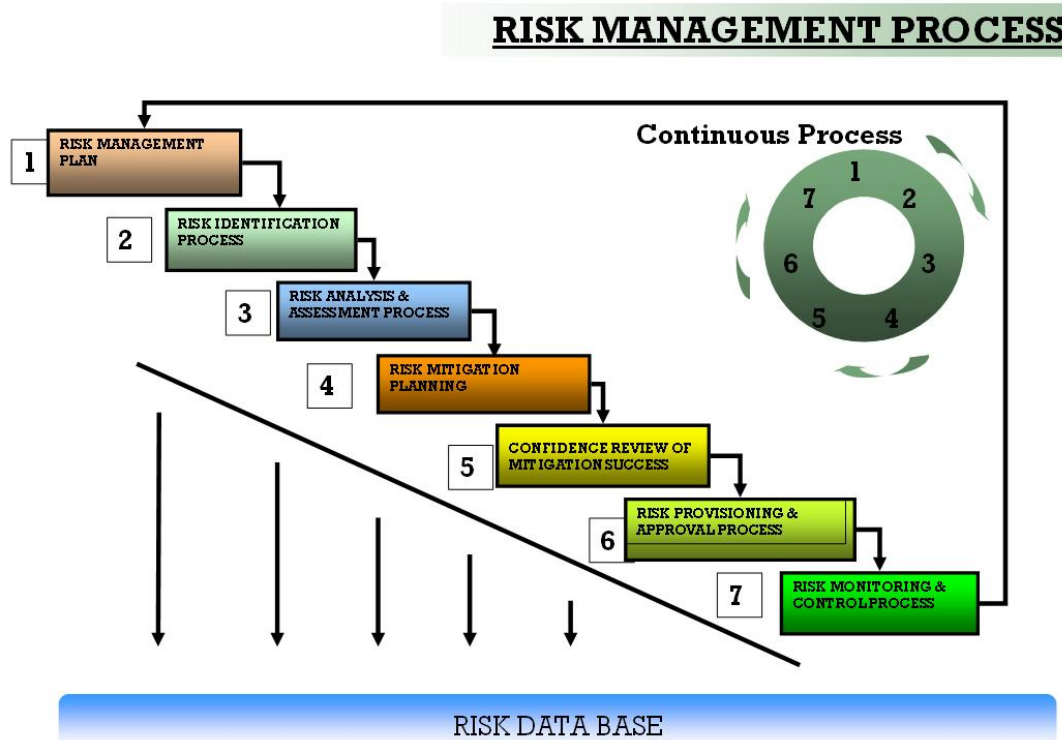 RISK MANAGEMENT PROCESS
1
RISK MANAGEMENT
PLAN
Continuous Process
1
2
3
4
5
6
7
2
RISK IDENTIFICATION
PROCESS
3
RISK ANALYSIS &
ASSESSMENT PROCESS
4
RISK MITIGATION
PLANNING
5
CONFIDENCE REVIEW OF
MITIGATION SUCCESS
6
RISK PROVISIONING &
APPROVAL PROCESS
7
RISK MONITORING &
CONTROL PROCESS
RISK DATA BASE